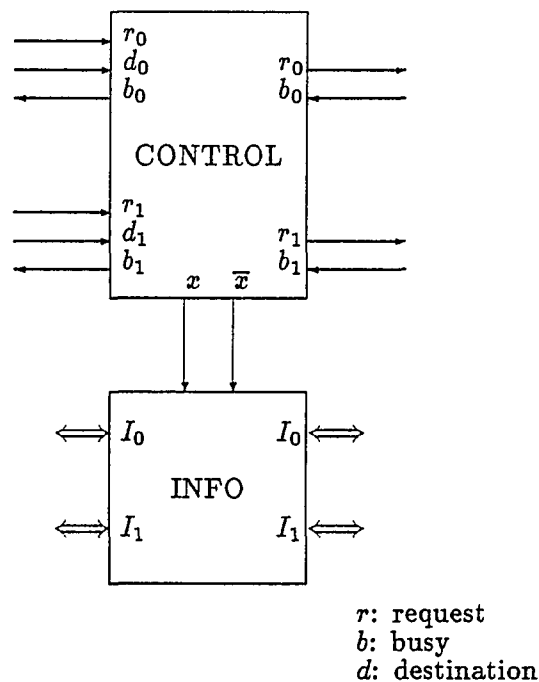 r0
d0 r0
b0 b0
CONTROL
r1
d1 r1
b1 b1
x x̅
I0 I0
INFO
I1 I1
r: request
b: busy
d: destination